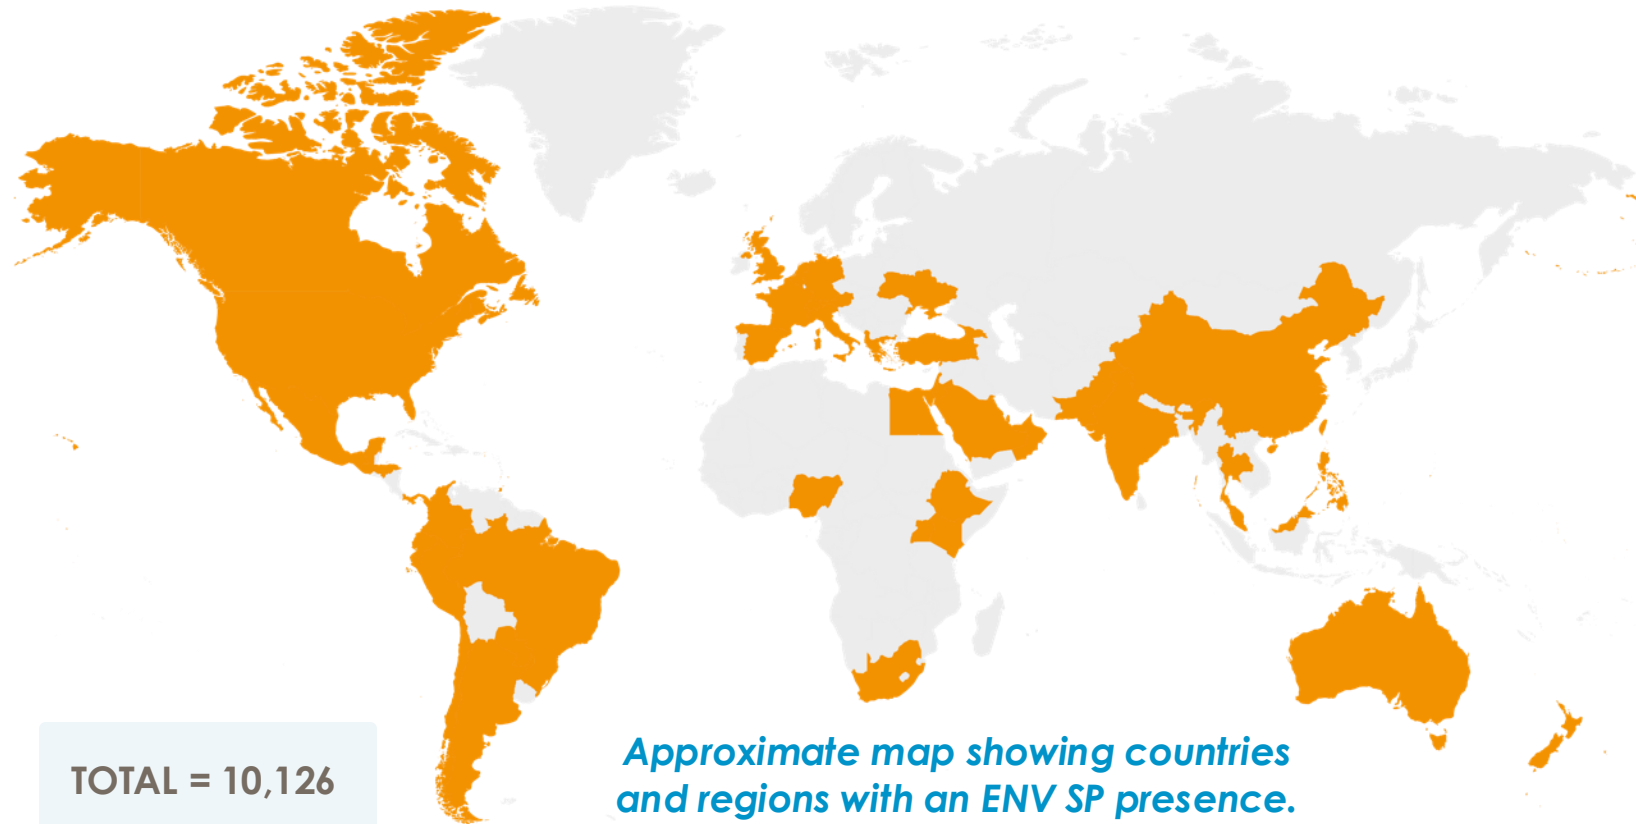 TOTAL = 10,126
Approximate map showing countries
and regions with an ENV SP presence.